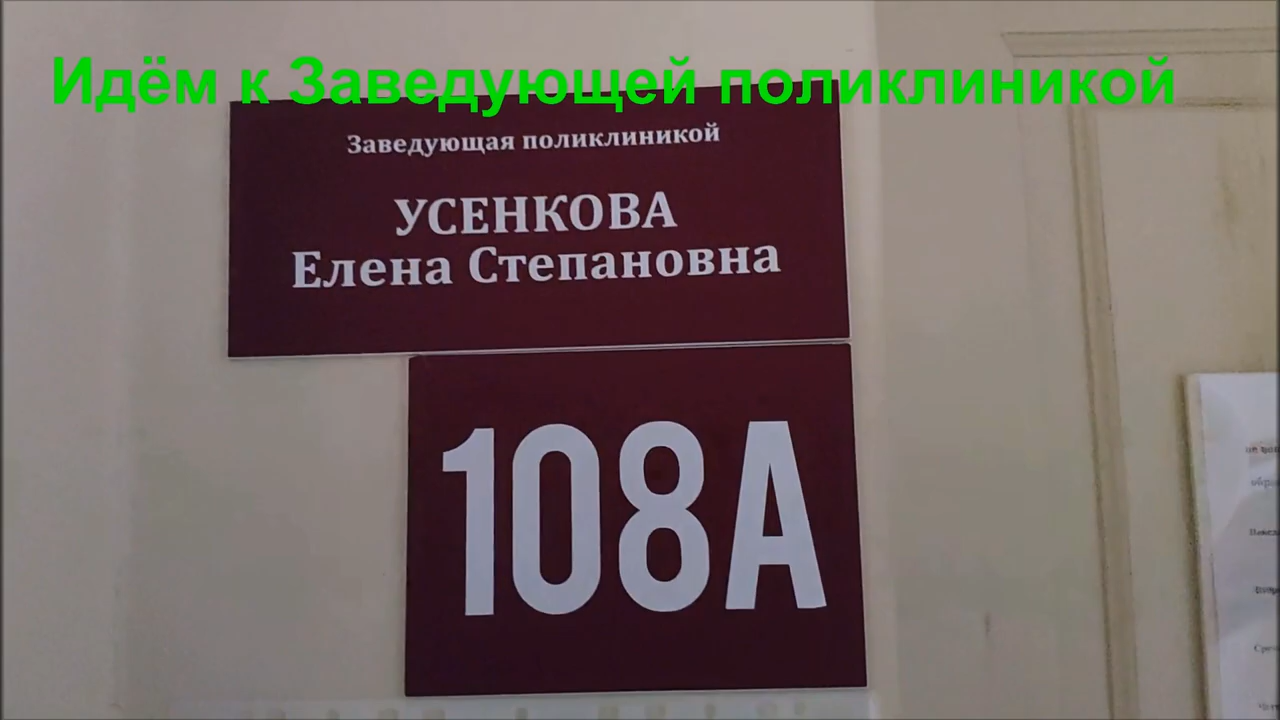 Идём к Заведующей поликлиникой
Заведующая поликлиникой
УСЕНКОВА
Елена Степановна
108А